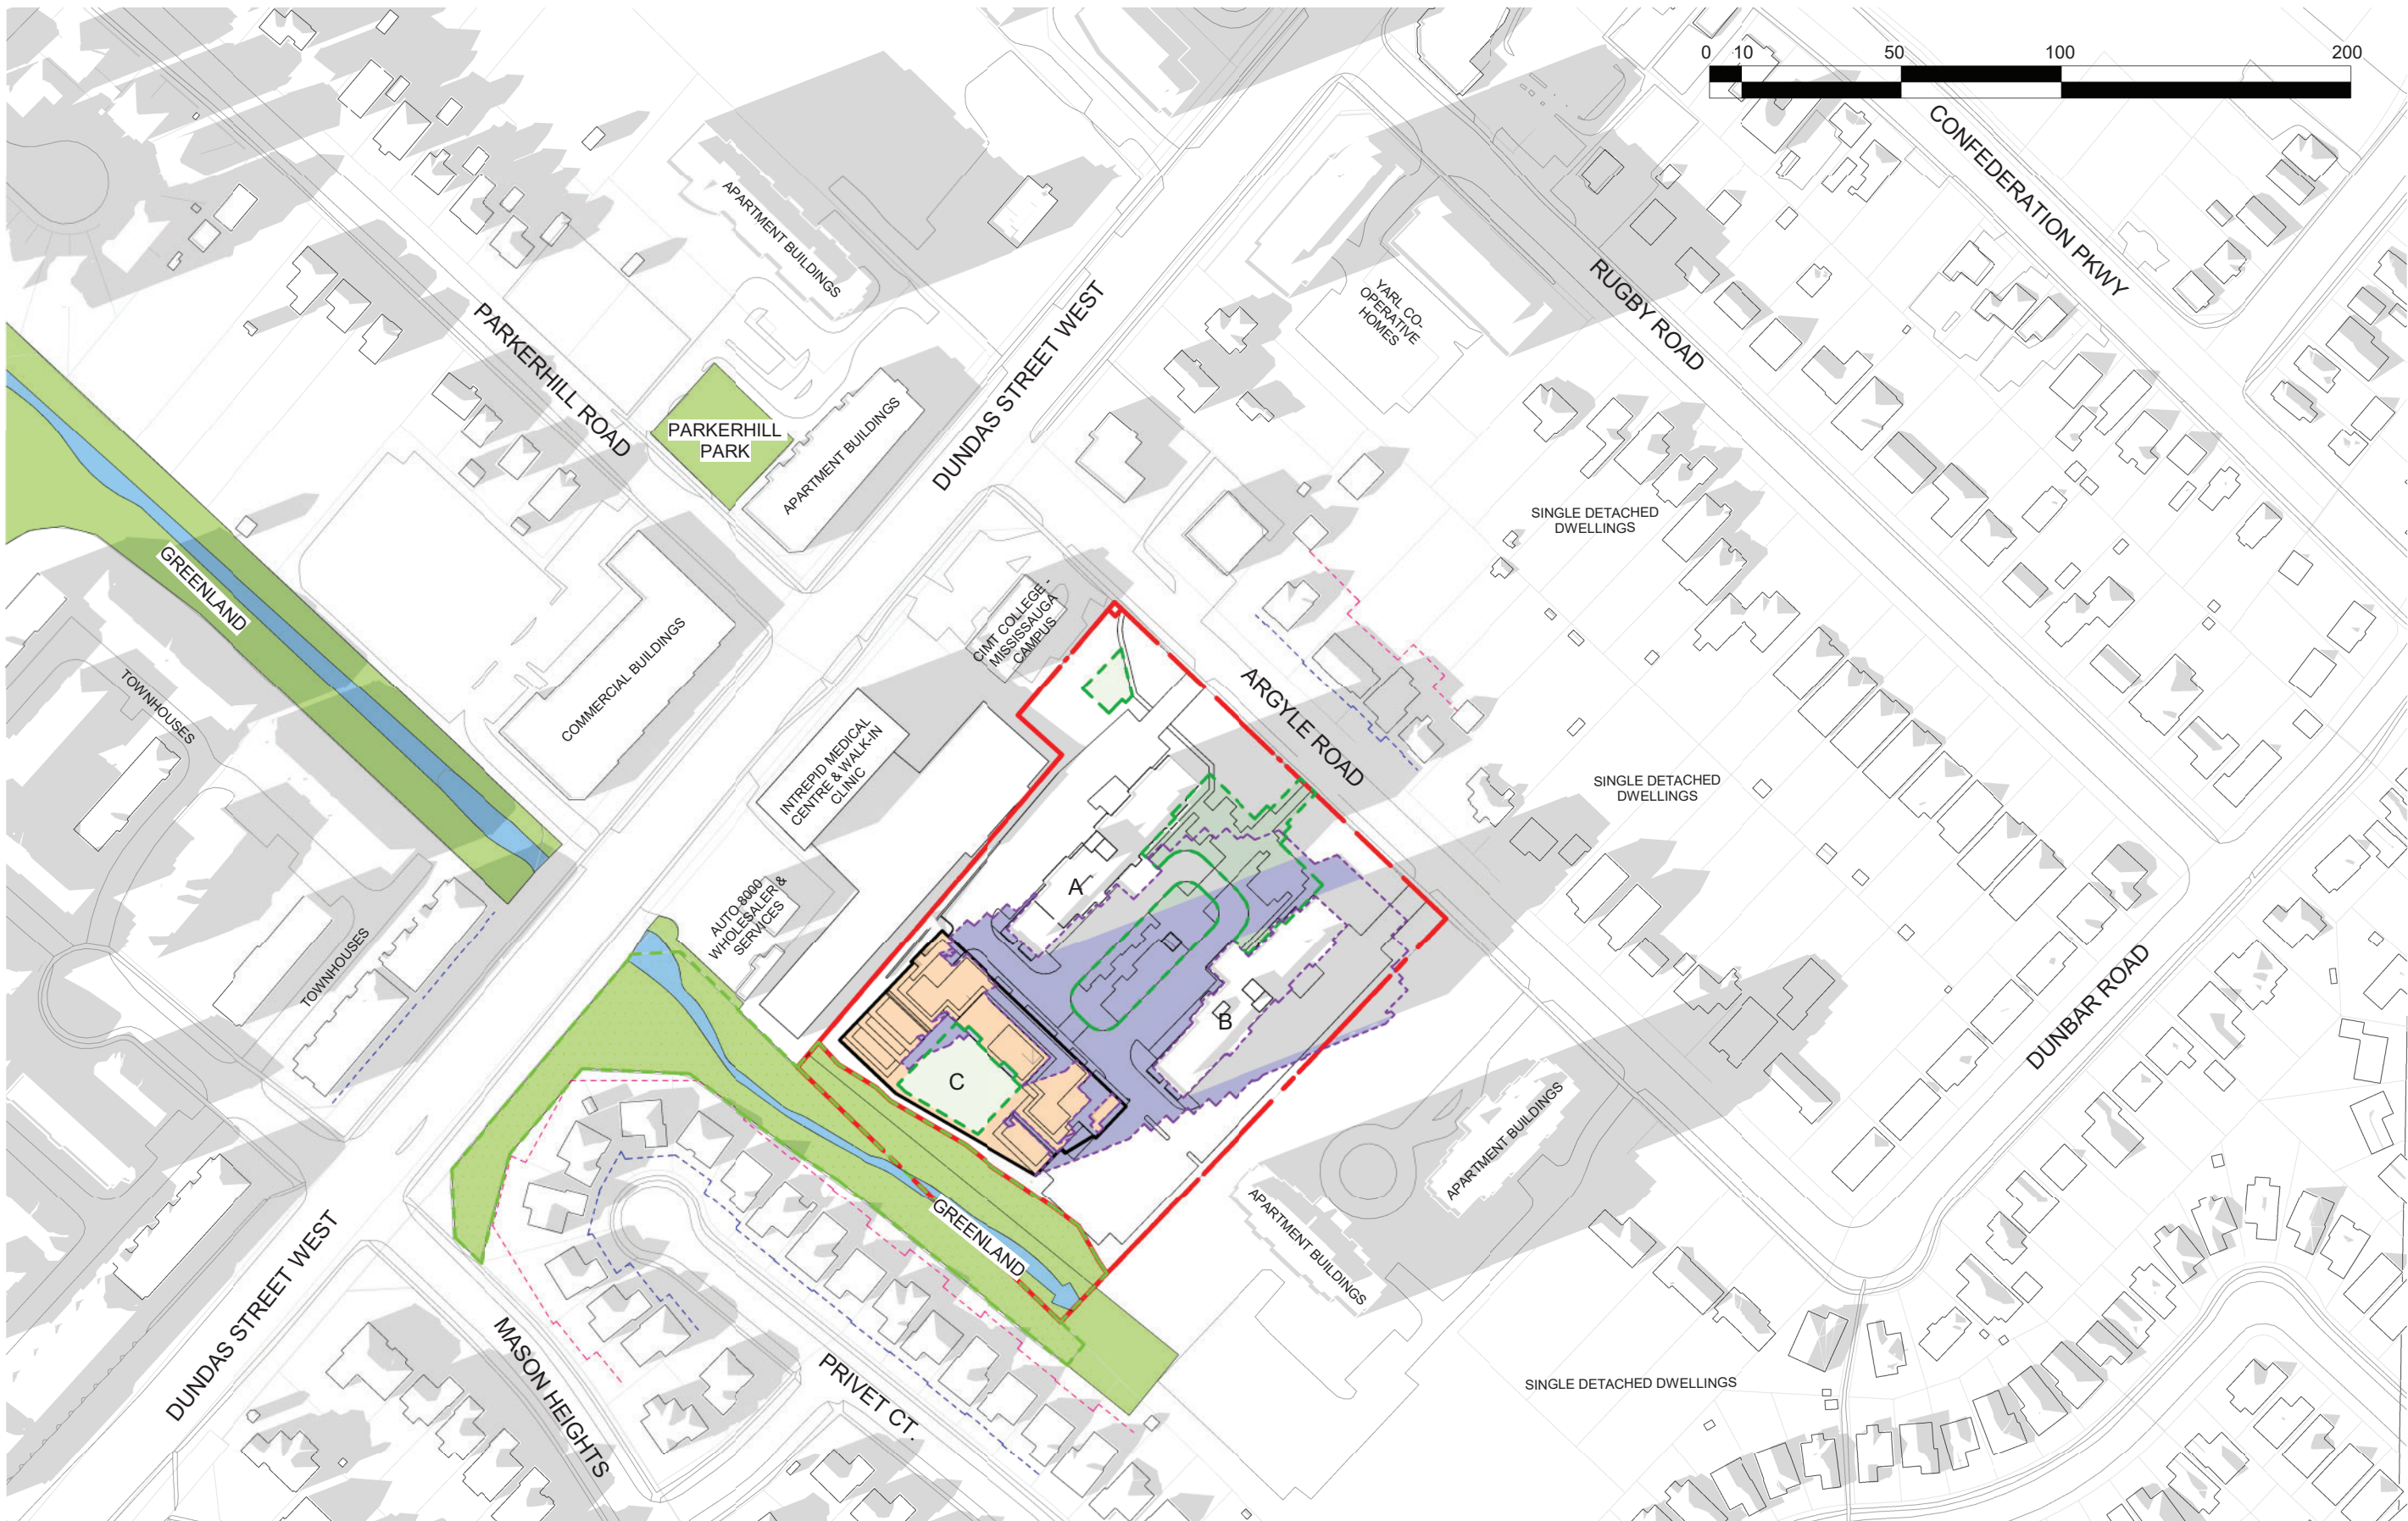 0 10 50 100 200
CONFEDERATION PKWY
APARTMENT BUILDINGS
RUGBY ROAD
YARL CO-
OPERATIVE
HOMES
PARKERHILL ROAD
DUNDAS STREET WEST
PARKERHILL
PARK
APARTMENT BUILDINGS
SINGLE DETACHED
DWELLINGS
GREENLAND
CIMT COLLEGE -
MISSISSAUGA
CAMPUS
COMMERCIAL BUILDINGS
TOWNHOUSES
ARGYLE ROAD
INTREPID MEDICAL
CENTRE & WALK-IN
CLINIC
SINGLE DETACHED
DWELLINGS
A
AUTO 8000
WHOLESALER &
SERVICES
TOWNHOUSES
B
DUNBAR ROAD
C
APARTMENT BUILDINGS
GREENLAND
APARTMENT BUILDINGS
DUNDAS STREET WEST
MASON HEIGHTS
PRIVET CT.
SINGLE DETACHED DWELLINGS